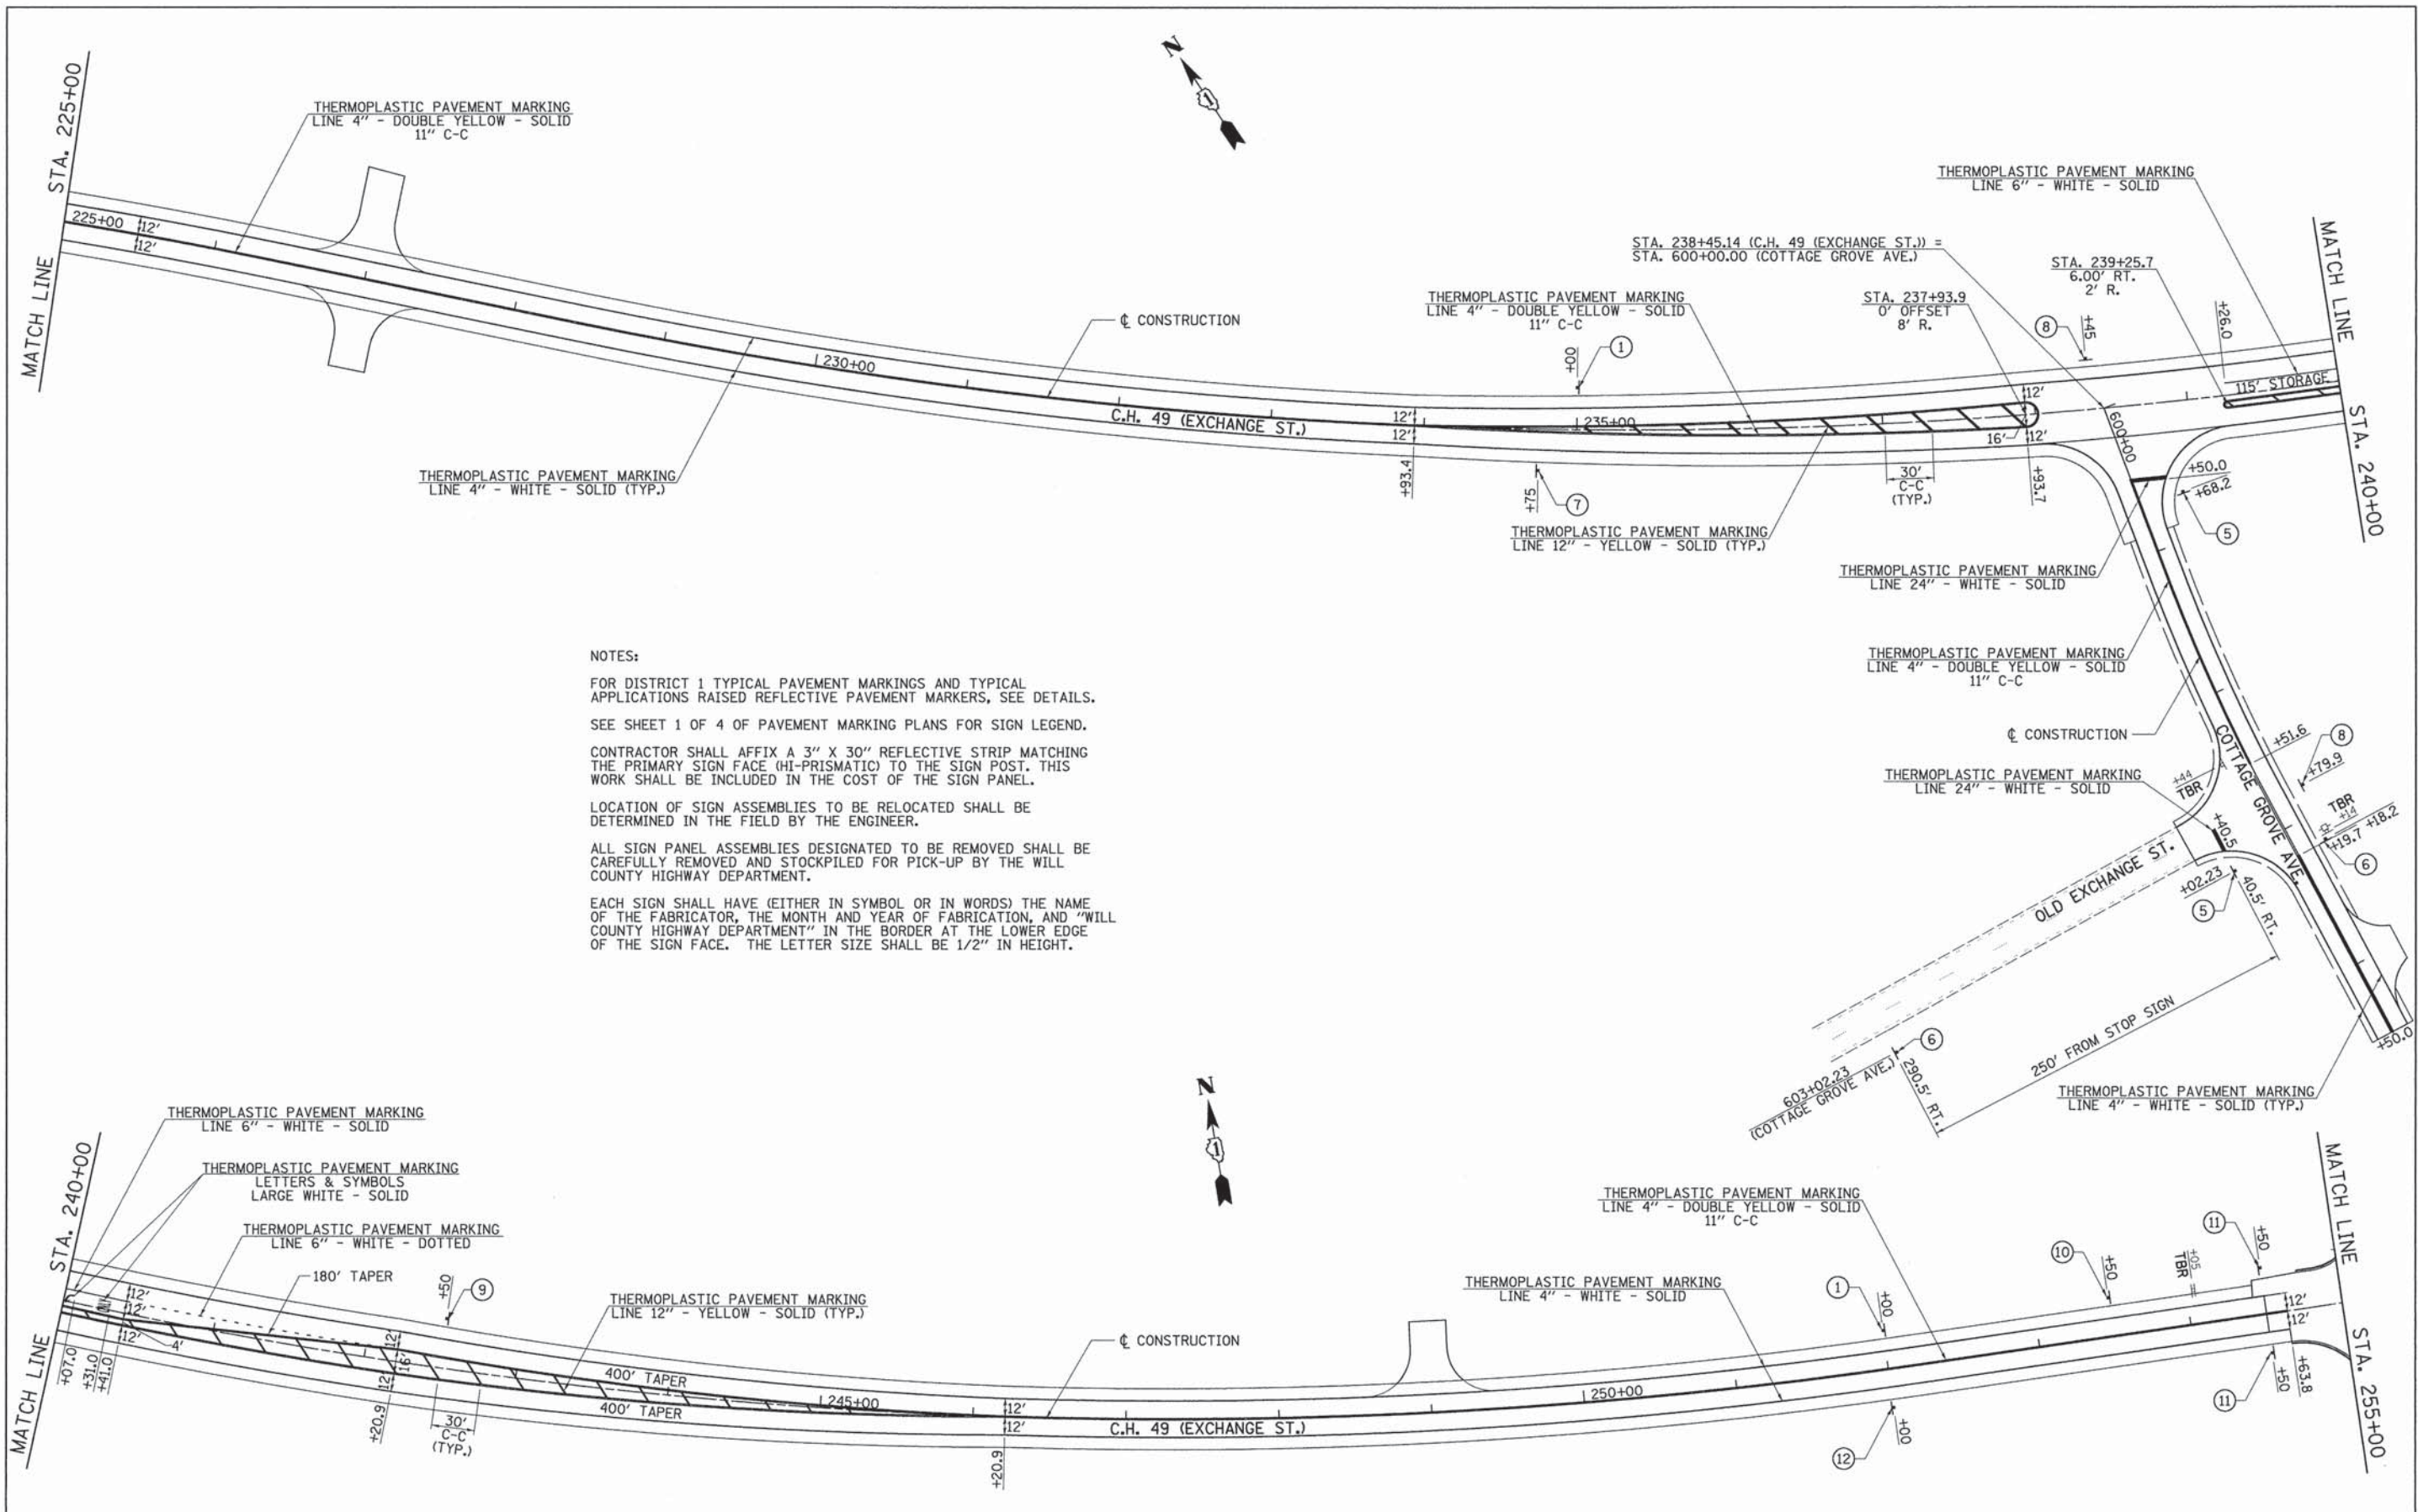 N
1
MATCH LINE STA. 225+00
THERMOPLASTIC PAVEMENT MARKING
LINE 4" - DOUBLE YELLOW - SOLID
11" C-C
225+00
12'
12'
THERMOPLASTIC PAVEMENT MARKING
LINE 4" - WHITE - SOLID (TYP.)
230+00
℄ CONSTRUCTION
C.H. 49 (EXCHANGE ST.)
12'
12'
+93.4
THERMOPLASTIC PAVEMENT MARKING
LINE 4" - DOUBLE YELLOW - SOLID
11" C-C
+00
1
235+00
+75
7
THERMOPLASTIC PAVEMENT MARKING
LINE 12" - YELLOW - SOLID (TYP.)
30'
C-C
(TYP.)
STA. 238+45.14 (C.H. 49 (EXCHANGE ST.)) =
STA. 600+00.00 (COTTAGE GROVE AVE.)
STA. 237+93.9
0' OFFSET
8' R.
12'
16'
12'
+93.7
8
+45
THERMOPLASTIC PAVEMENT MARKING
LINE 6" - WHITE - SOLID
STA. 239+25.7
6.00' RT.
2' R.
+26.0
115' STORAGE
MATCH LINE STA. 240+00
600+00
+50.0
+68.2
5
THERMOPLASTIC PAVEMENT MARKING
LINE 24" - WHITE - SOLID
THERMOPLASTIC PAVEMENT MARKING
LINE 4" - DOUBLE YELLOW - SOLID
11" C-C
℄ CONSTRUCTION
COTTAGE GROVE AVE.
+51.6
8
+79.9
THERMOPLASTIC PAVEMENT MARKING
LINE 24" - WHITE - SOLID
+44
TBR
+40.5
TBR
+14
+19.7 +18.2
6
OLD EXCHANGE ST.
+02.23
5
40.5' RT.
6
603+02.23
(COTTAGE GROVE AVE.)
290.5' RT.
250' FROM STOP SIGN
+50.0
THERMOPLASTIC PAVEMENT MARKING
LINE 4" - WHITE - SOLID (TYP.)
NOTES:
FOR DISTRICT 1 TYPICAL PAVEMENT MARKINGS AND TYPICAL
APPLICATIONS RAISED REFLECTIVE PAVEMENT MARKERS, SEE DETAILS.
SEE SHEET 1 OF 4 OF PAVEMENT MARKING PLANS FOR SIGN LEGEND.
CONTRACTOR SHALL AFFIX A 3" X 30" REFLECTIVE STRIP MATCHING
THE PRIMARY SIGN FACE (HI-PRISMATIC) TO THE SIGN POST. THIS
WORK SHALL BE INCLUDED IN THE COST OF THE SIGN PANEL.
LOCATION OF SIGN ASSEMBLIES TO BE RELOCATED SHALL BE
DETERMINED IN THE FIELD BY THE ENGINEER.
ALL SIGN PANEL ASSEMBLIES DESIGNATED TO BE REMOVED SHALL BE
CAREFULLY REMOVED AND STOCKPILED FOR PICK-UP BY THE WILL
COUNTY HIGHWAY DEPARTMENT.
EACH SIGN SHALL HAVE (EITHER IN SYMBOL OR IN WORDS) THE NAME
OF THE FABRICATOR, THE MONTH AND YEAR OF FABRICATION, AND "WILL
COUNTY HIGHWAY DEPARTMENT" IN THE BORDER AT THE LOWER EDGE
OF THE SIGN FACE. THE LETTER SIZE SHALL BE 1/2" IN HEIGHT.
N
1
MATCH LINE STA. 240+00
THERMOPLASTIC PAVEMENT MARKING
LINE 6" - WHITE - SOLID
THERMOPLASTIC PAVEMENT MARKING
LETTERS & SYMBOLS
LARGE WHITE - SOLID
THERMOPLASTIC PAVEMENT MARKING
LINE 6" - WHITE - DOTTED
180' TAPER
+50
9
THERMOPLASTIC PAVEMENT MARKING
LINE 12" - YELLOW - SOLID (TYP.)
12'
12'
12'
4'
+07.0
+31.0
+41.0
12'
16'
12'
+20.9
30'
C-C
(TYP.)
400' TAPER
400' TAPER
245+00
12'
12'
+20.9
℄ CONSTRUCTION
C.H. 49 (EXCHANGE ST.)
THERMOPLASTIC PAVEMENT MARKING
LINE 4" - DOUBLE YELLOW - SOLID
11" C-C
THERMOPLASTIC PAVEMENT MARKING
LINE 4" - WHITE - SOLID
250+00
1
+00
12
+00
10
+50
+05
TBR
11
+50
12'
12'
11
+50
+63.8
MATCH LINE STA. 255+00